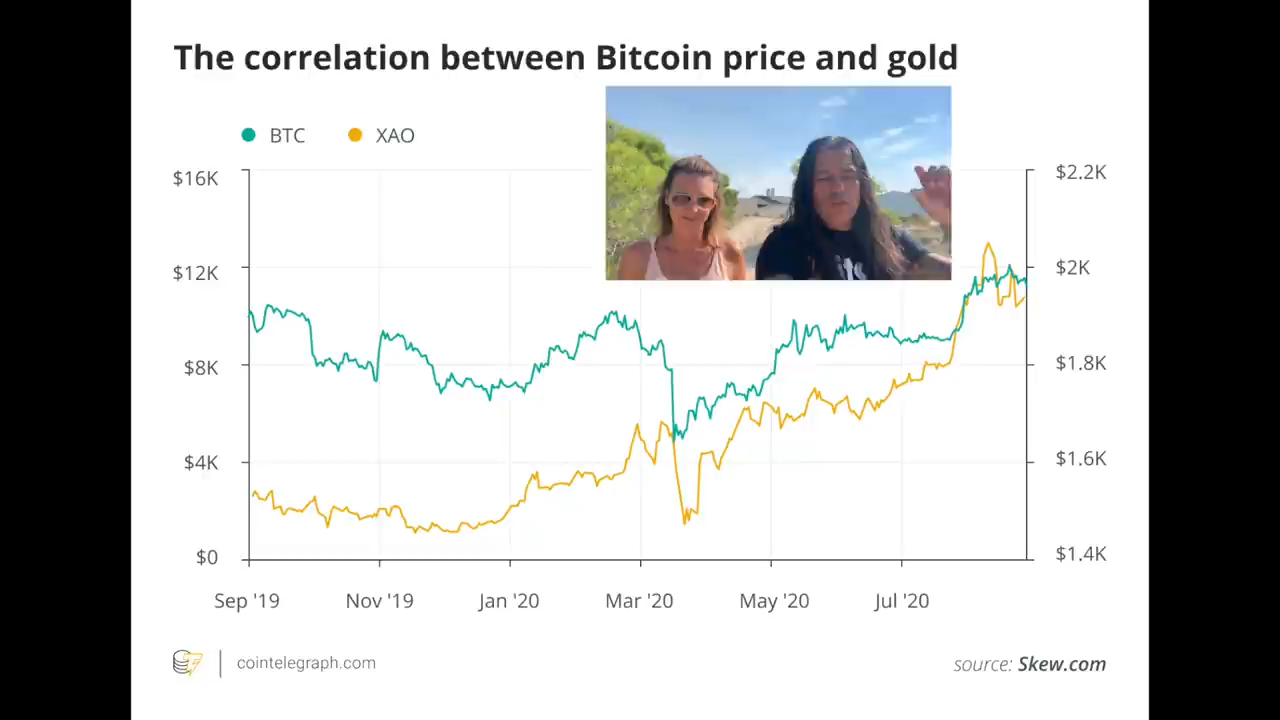 The correlation between Bitcoin price and gold
BTC XAO
$16K $2.2K
$12K $2K
$8K $1.8K
$4K $1.6K
$0 $1.4K
Sep '19 Nov '19 Jan '20 Mar '20 May '20 Jul '20
cointelegraph.com source: Skew.com